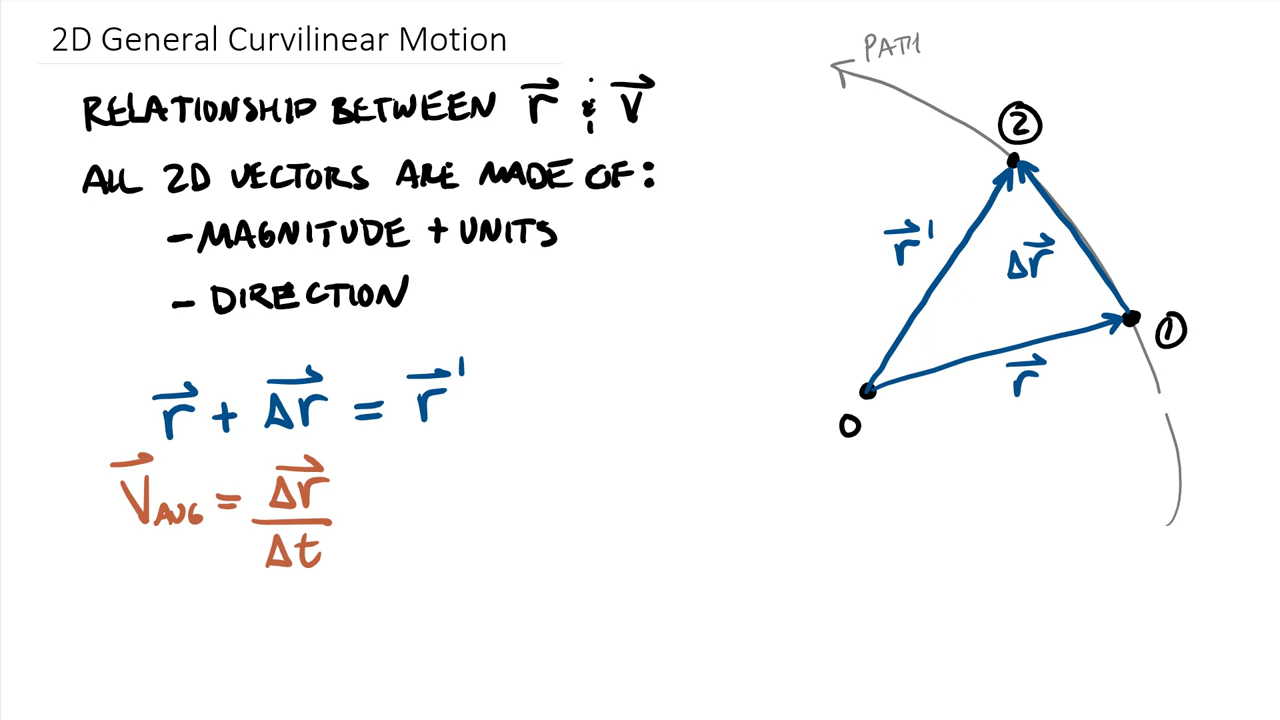 2D General Curvilinear Motion
RELATIONSHIP BETWEEN r⃗ & v⃗
ALL 2D VECTORS ARE MADE OF:
- MAGNITUDE + UNITS
- DIRECTION
r⃗ + Δr⃗ = r⃗'
V⃗AVG = Δr⃗
Δt
PATH
2
r⃗'
Δr⃗
1
r⃗
0